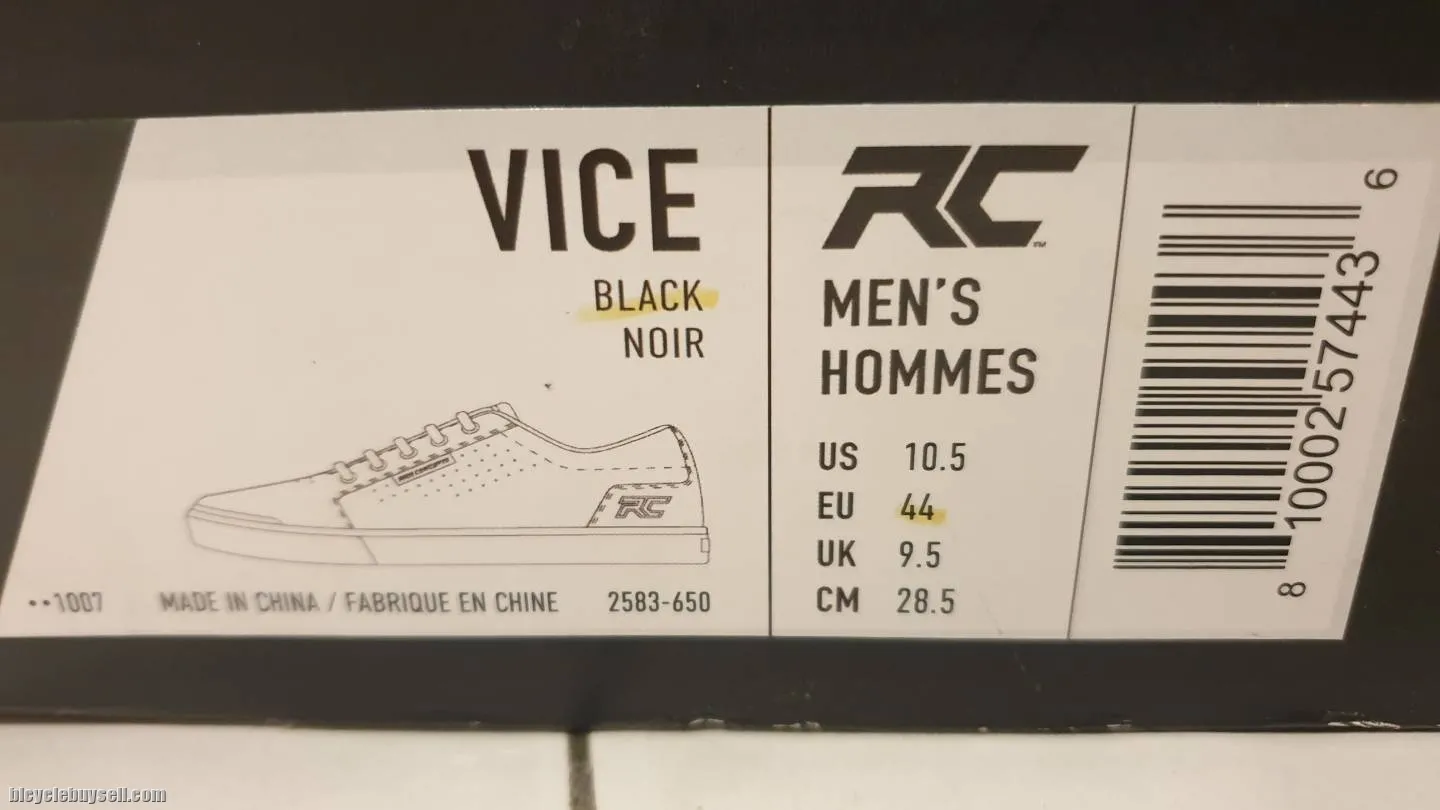 VICE
BLACK
NOIR
RC
••1007
MADE IN CHINA / FABRIQUE EN CHINE
2583-650
RC™
MEN'S
HOMMES
US 10.5
EU 44
UK 9.5
CM 28.5
8 10002 57443 6
bicyclebuysell.com